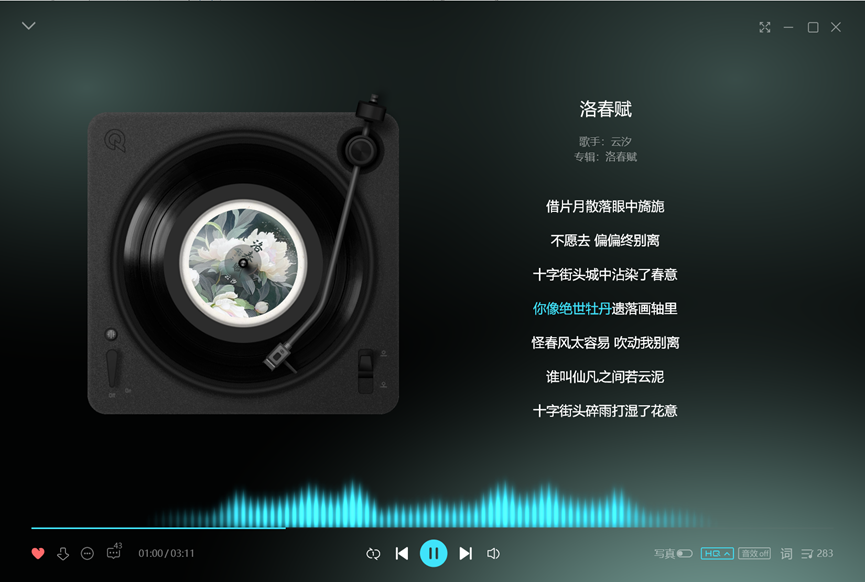 洛春赋
歌手：云汐
专辑：洛春赋
借片月散落眼中旖旎
不愿去 偏偏终别离
十字街头城中沾染了春意
你像绝世牡丹遗落画轴里
怪春风太容易 吹动我别离
谁叫仙凡之间若云泥
十字街头碎雨打湿了花意
43
01:00 / 03:11
写真
HQ
音效off
词
283